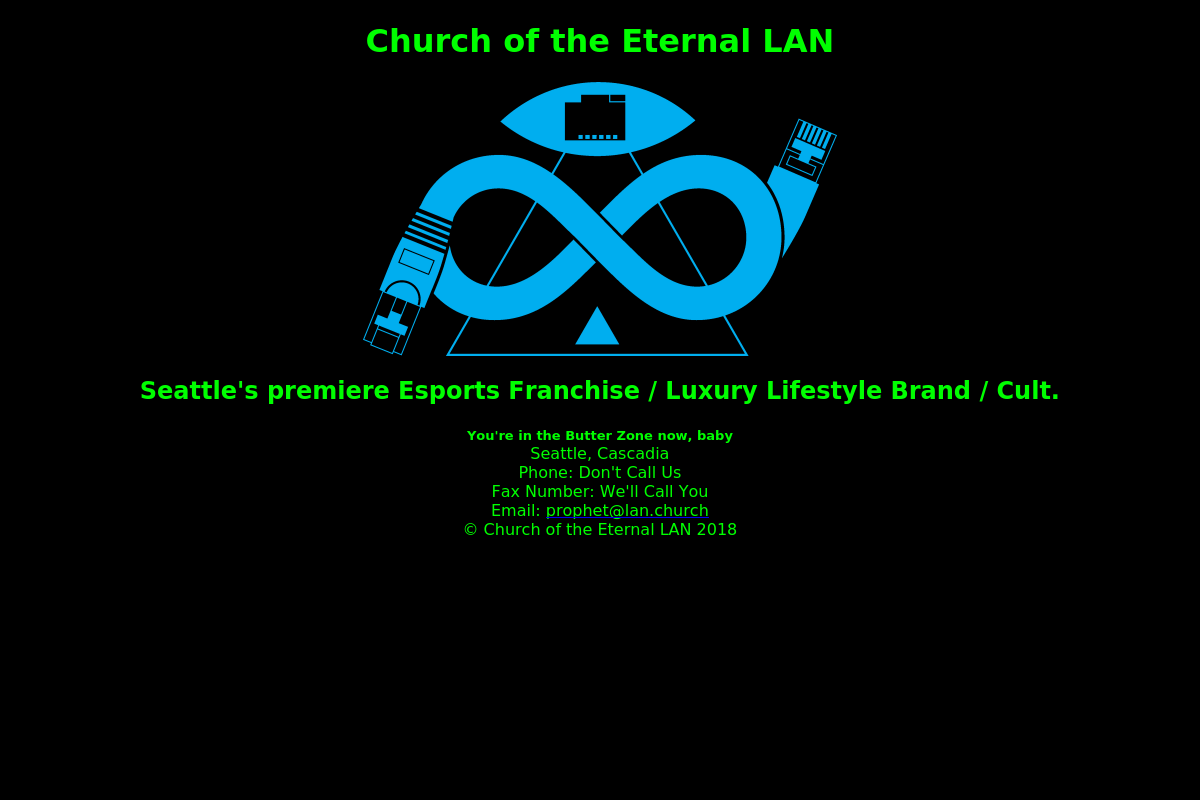 Church of the Eternal LAN
Seattle's premiere Esports Franchise / Luxury Lifestyle Brand / Cult.
You're in the Butter Zone now, baby
Seattle, Cascadia
Phone: Don't Call Us
Fax Number: We'll Call You
Email: prophet@lan.church
© Church of the Eternal LAN 2018